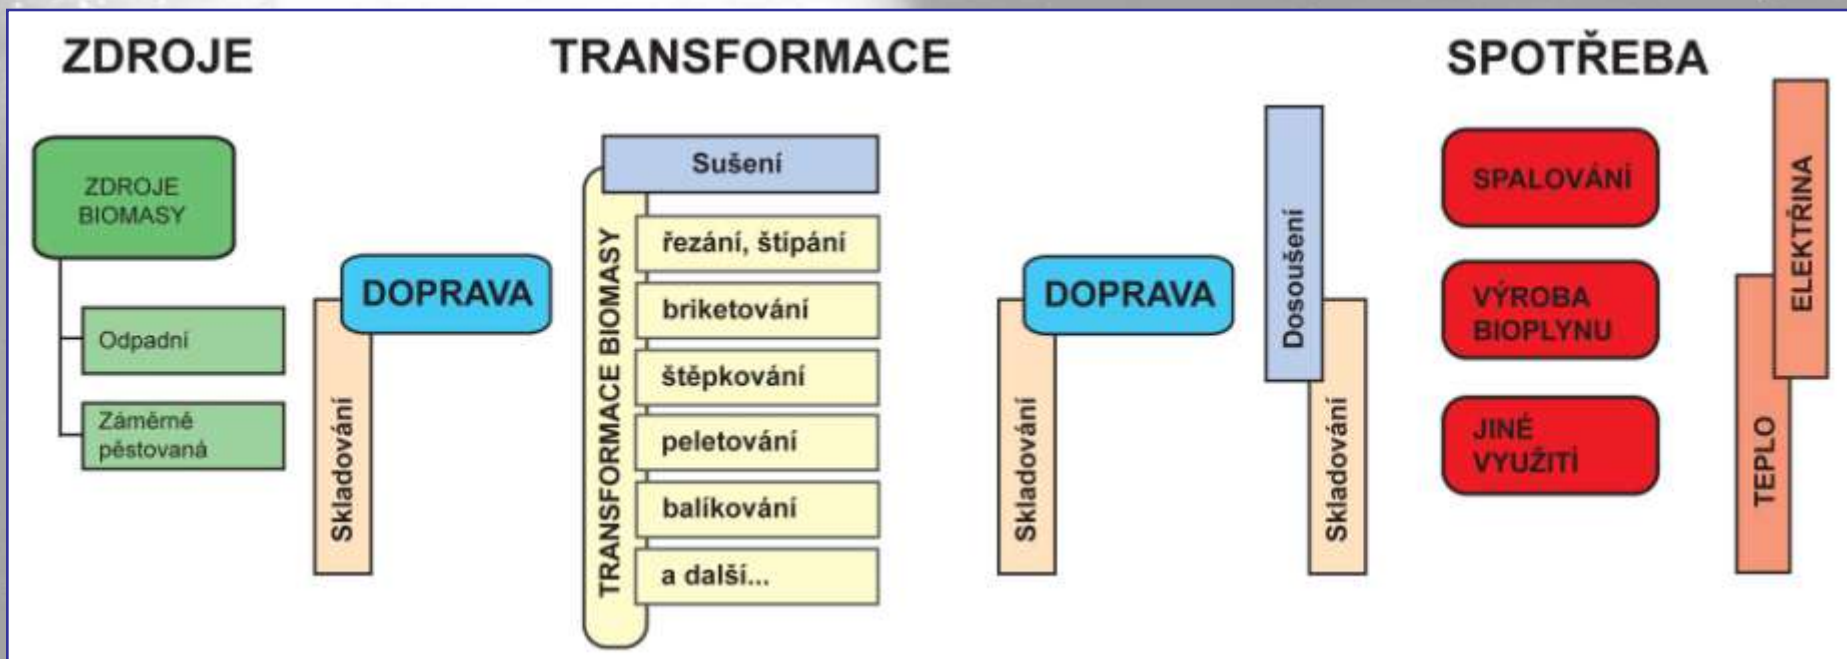 ZDROJE
TRANSFORMACE
SPOTŘEBA
ZDROJE
BIOMASY
Odpadní
Záměrně
pěstovaná
Skladování
DOPRAVA
TRANSFORMACE BIOMASY
Sušení
řezání, štípání
briketování
štěpkování
peletování
balíkování
a další...
Skladování
DOPRAVA
Dosoušení
Skladování
SPALOVÁNÍ
VÝROBA
BIOPLYNU
JINÉ
VYUŽITÍ
TEPLO
ELEKTŘINA